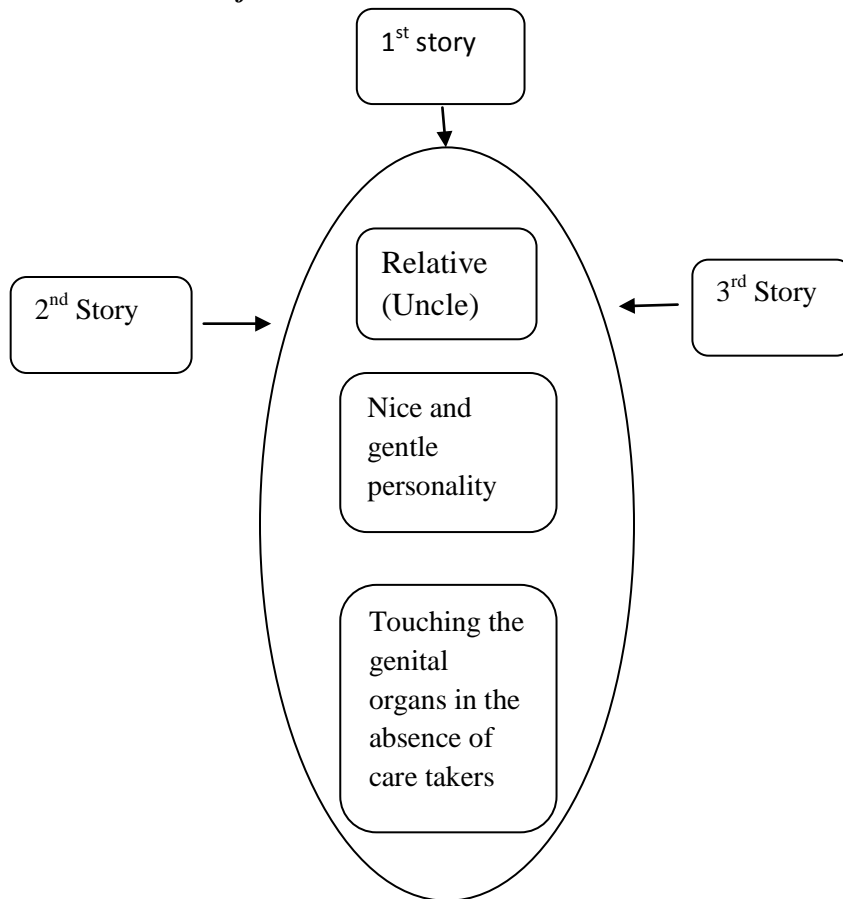 1st story
Relative
(Uncle)
2nd Story
3rd Story
Nice and
gentle
personality
Touching the
genital
organs in the
absence of
care takers